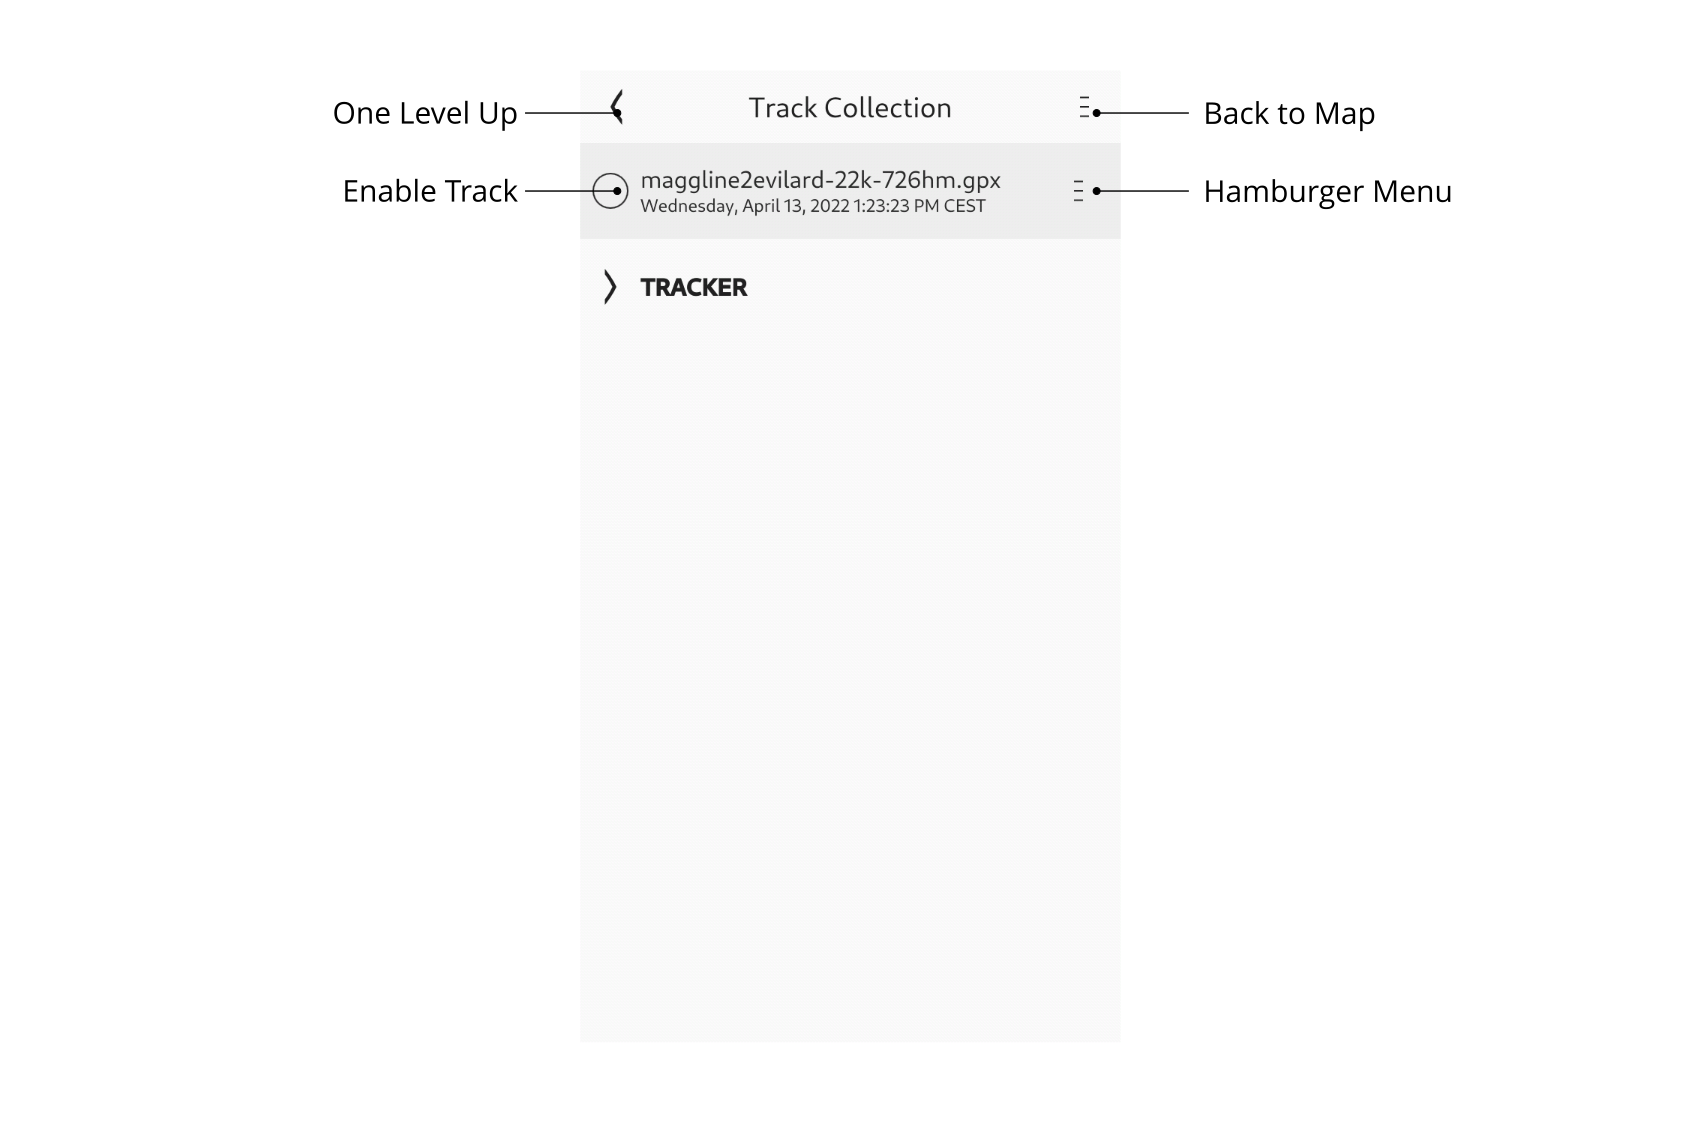 One Level Up
Track Collection
Back to Map
Enable Track
maggline2evilard-22k-726hm.gpx
Wednesday, April 13, 2022 1:23:23 PM CEST
Hamburger Menu
TRACKER